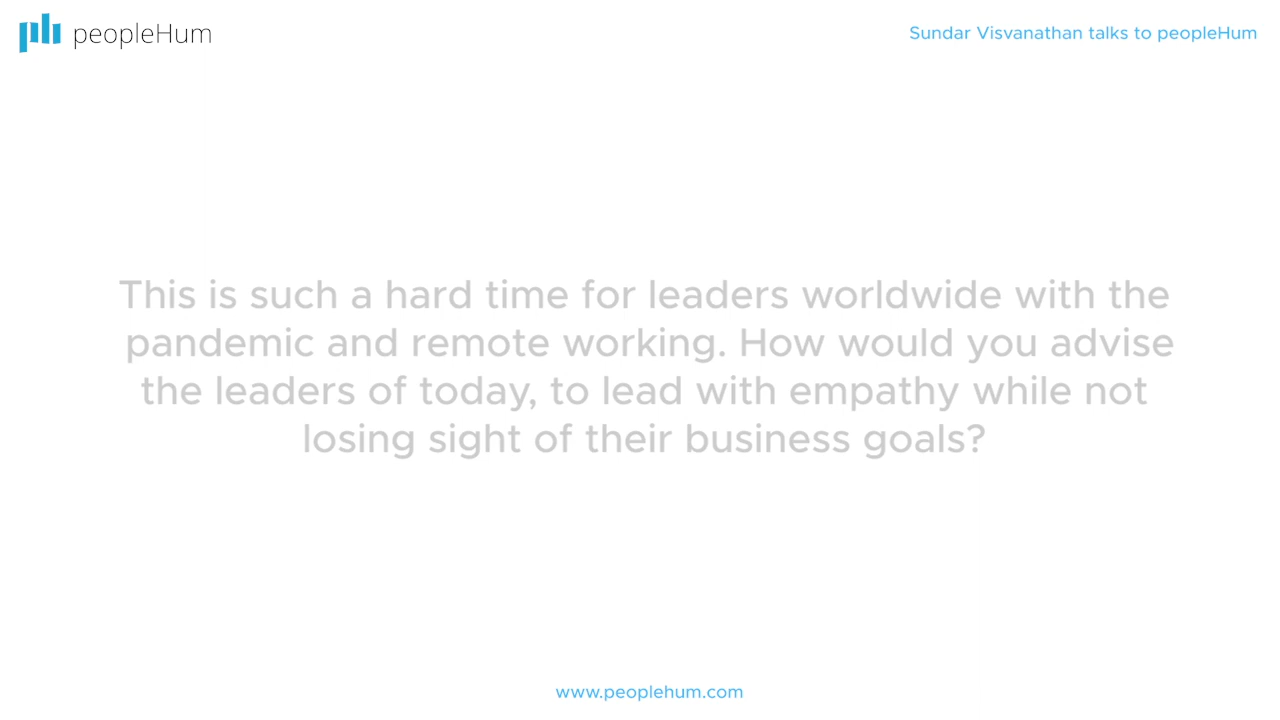 peopleHum
Sundar Visvanathan talks to peopleHum
This is such a hard time for leaders worldwide with the
pandemic and remote working. How would you advise
the leaders of today, to lead with empathy while not
losing sight of their business goals?
www.peoplehum.com